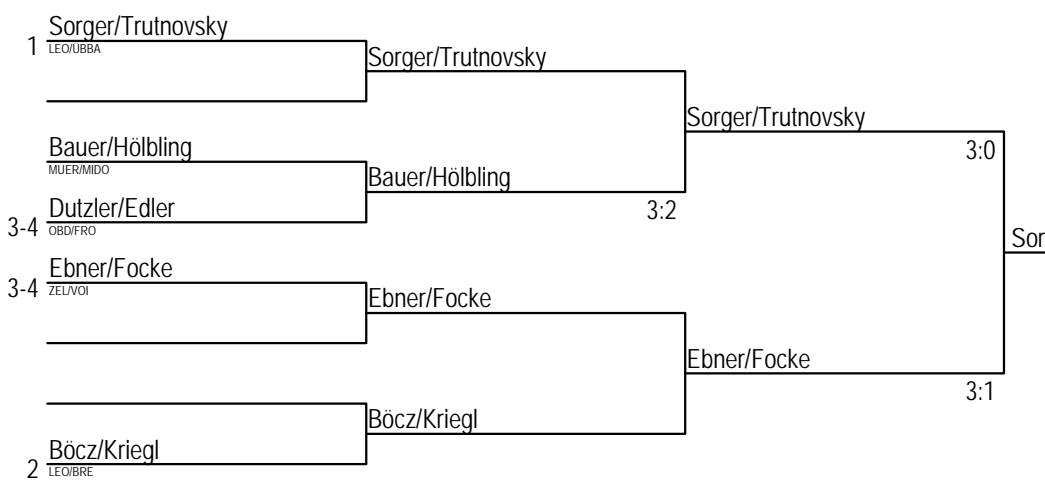 Sorger/Trutnovsky
1
LEO/ÜBBA
Sorger/Trutnovsky
Sorger/Trutnovsky
3:0
Bauer/Hölbling
MUER/MIDO
Bauer/Hölbling
3:2
Dutzler/Edler
3-4
OBD/FRO
Sor
Ebner/Focke
3-4
ZEL/VOI
Ebner/Focke
Ebner/Focke
3:1
Böcz/Kriegl
Böcz/Kriegl
2
LEO/BRE